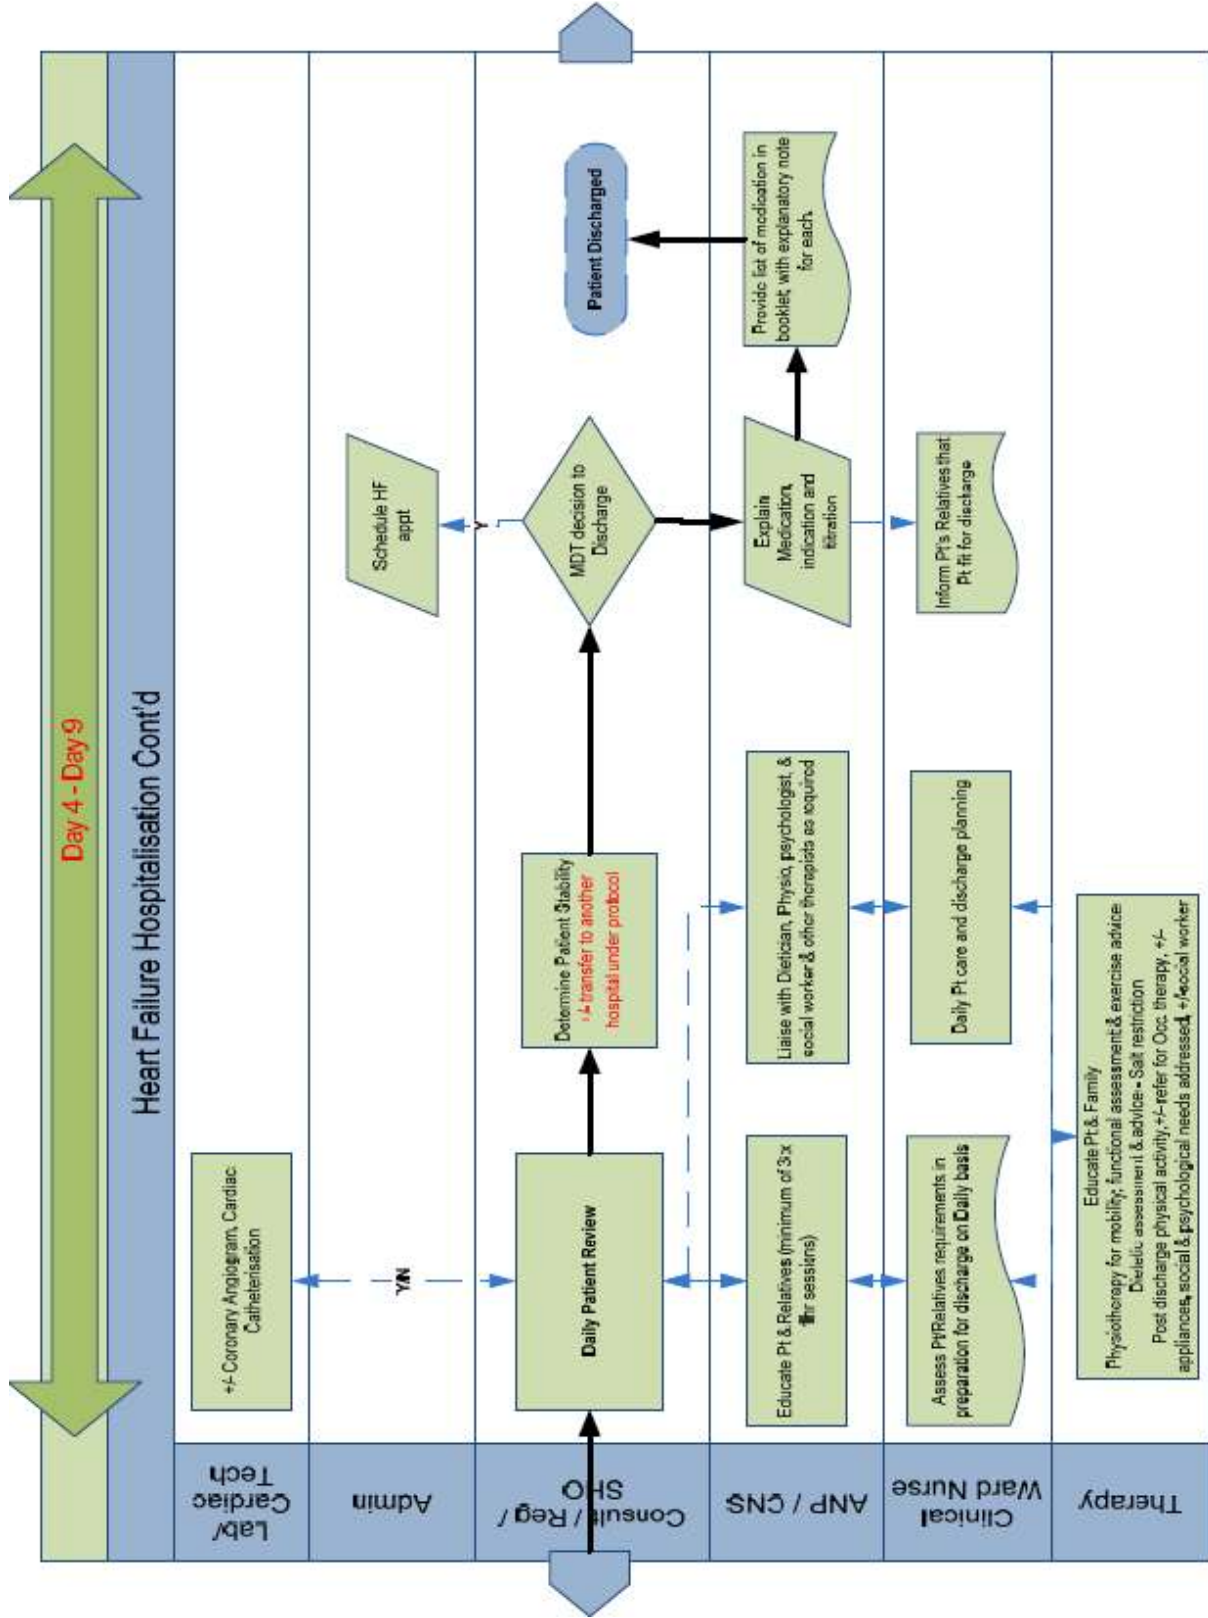 Day 4 - Day 9
Heart Failure Hospitalisation Cont'd
Lab/
Cardiac
Tech
+/- Coronary Angiogram, Cardiac
Catheterisation
Admin
Schedule HF
appt
Consult / Reg /
SHO
Y/N
Daily Patient Review
Determine Patient Stability
+/- transfer to another
hospital under protocol
MDT decision to
Discharge
Y
Patient Discharged
ANP / CNS
Educate Pt & Relatives (minimum of 3 x
1hr sessions)
Liaise with Dietician, Physio, psychologist, &
social worker & other therapists as required
Explain
Medication,
indication and
titration
Provide list of medication in
booklet, with explanatory note
for each.
Clinical
Ward Nurse
Assess Pt/Relatives requirements in
preparation for discharge on Daily basis
Daily Pt care and discharge planning
Inform Pt's Relatives that
Pt fit for discharge
Therapy
Educate Pt & Family
Physiotherapy for mobility, functional assessment & exercise advice
Dietetic assessment & advice - Salt restriction
Post discharge physical activity, +/- refer for Occ. therapy, +/-
appliances, social & psychological needs addressed, +/- social worker